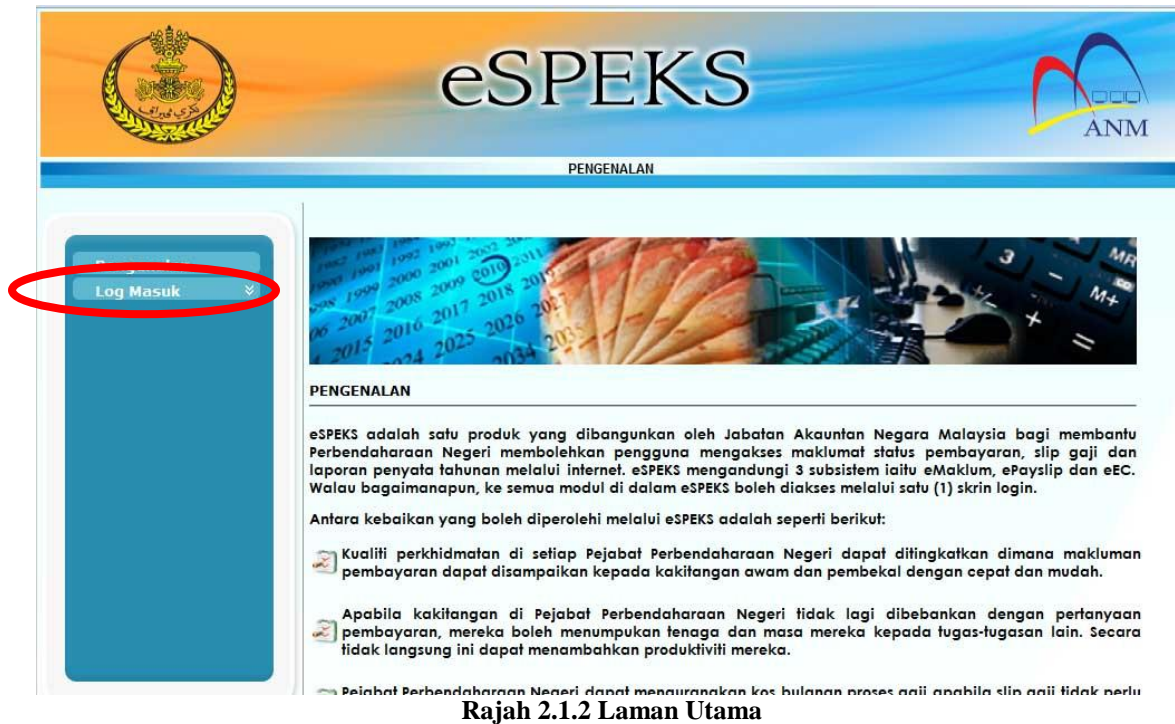 eSPEKS
ANM
PENGENALAN
Log Masuk
PENGENALAN
eSPEKS adalah satu produk yang dibangunkan oleh Jabatan Akauntan Negara Malaysia bagi membantu
Perbendaharaan Negeri membolehkan pengguna mengakses maklumat status pembayaran, slip gaji dan
laporan penyata tahunan melalui internet. eSPEKS mengandungi 3 subsistem iaitu eMaklum, ePayslip dan eEC.
Walau bagaimanapun, ke semua modul di dalam eSPEKS boleh diakses melalui satu (1) skrin login.
Antara kebaikan yang boleh diperolehi melalui eSPEKS adalah seperti berikut:
Kualiti perkhidmatan di setiap Pejabat Perbendaharaan Negeri dapat ditingkatkan dimana makluman
pembayaran dapat disampaikan kepada kakitangan awam dan pembekal dengan cepat dan mudah.
Apabila kakitangan di Pejabat Perbendaharaan Negeri tidak lagi dibebankan dengan pertanyaan
pembayaran, mereka boleh menumpukan tenaga dan masa mereka kepada tugas-tugasan lain. Secara
tidak langsung ini dapat menambahkan produktiviti mereka.
Pejabat Perbendaharaan Negeri dapat mengurangkan kos bulanan proses gaji apabila slip gaji tidak perlu
Rajah 2.1.2 Laman Utama